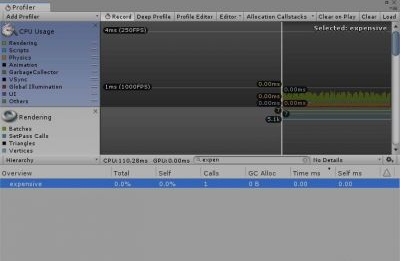 Profiler
Add Profiler
Record Deep Profile Profile Editor Editor Allocation Callstacks Clear on Play Clear Load
CPU Usage
Rendering
Scripts
Physics
Animation
GarbageCollector
VSync
Global Illumination
UI
Others
Rendering
Batches
SetPass Calls
Triangles
Vertices
4ms (250FPS)
Selected: expensive
1ms (1000FPS)
0.00ms
0.00ms
0.00ms 0.00ms
0.00ms 0.00ms
5.1k
Hierarchy CPU:110.28ms GPU:0.00ms expen No Details
Overview Total Self Calls GC Alloc Time ms Self ms
expensive 0.0% 0.0% 1 0 B 0.00 0.00